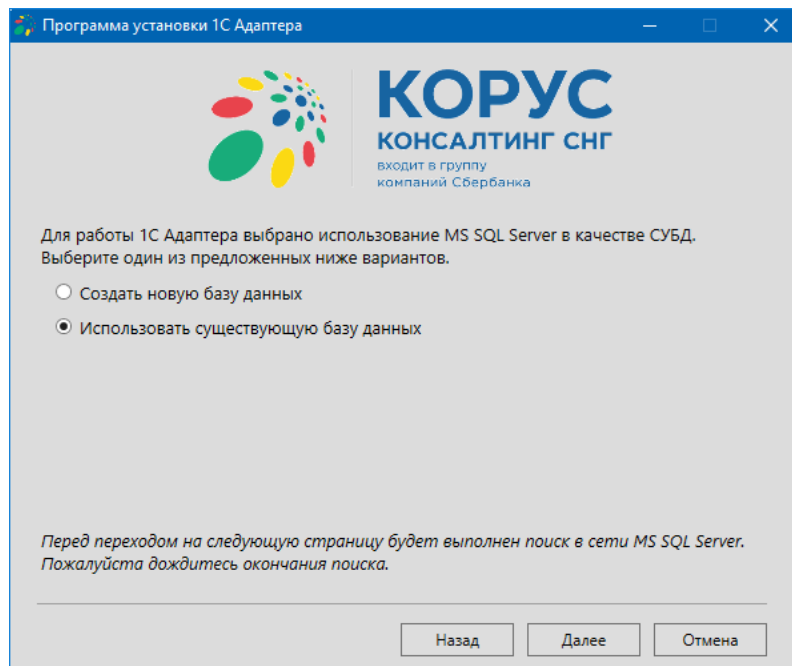 Программа установки 1С Адаптера
КОРУС
КОНСАЛТИНГ СНГ
входит в группу
компаний Сбербанка
Для работы 1С Адаптера выбрано использование MS SQL Server в качестве СУБД.
Выберите один из предложенных ниже вариантов.
Создать новую базу данных
Использовать существующую базу данных
Перед переходом на следующую страницу будет выполнен поиск в сети MS SQL Server.
Пожалуйста дождитесь окончания поиска.
Назад Далее Отмена